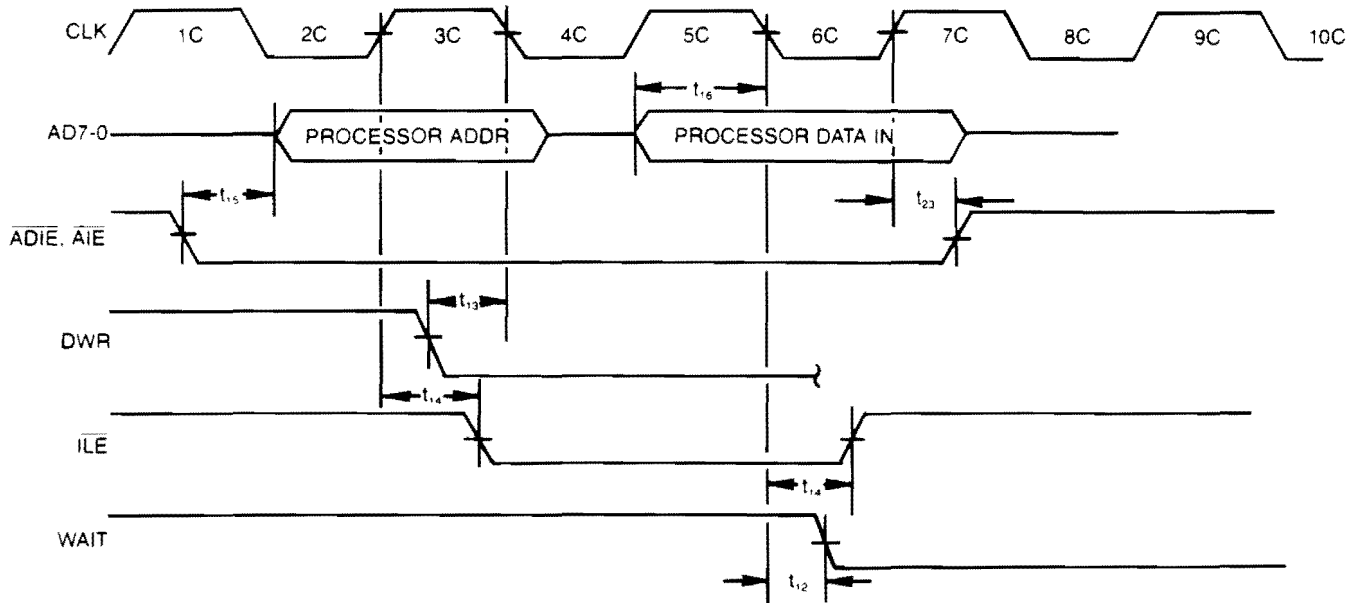 CLK 1C 2C 3C 4C 5C 6C 7C 8C 9C 10C
t16
AD7-0 PROCESSOR ADDR PROCESSOR DATA IN
t15 t23
ADIE, AIE
t13
DWR
t14
ILE
t14
WAIT
t12